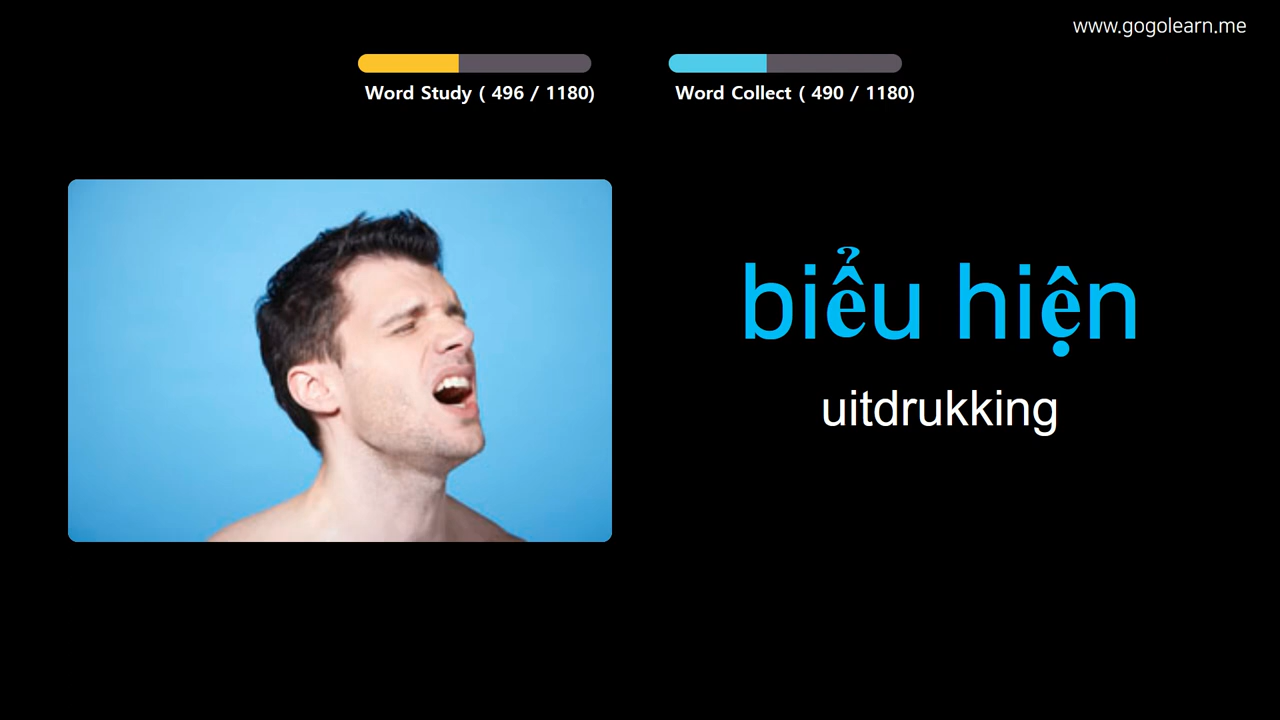 www.gogolearn.me
Word Study ( 496 / 1180)
Word Collect ( 490 / 1180)
biểu hiện
uitdrukking